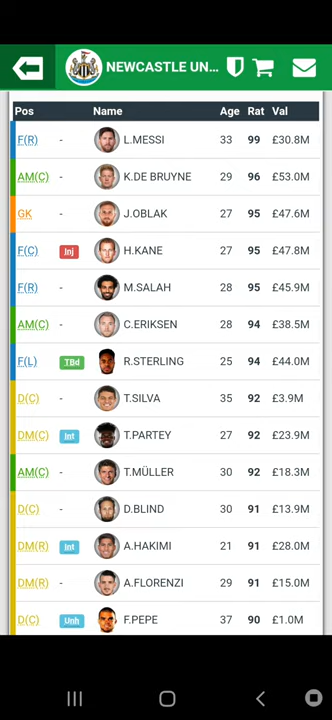 NEWCASTLE UN...
Pos Name Age Rat Val
F(R) - L.MESSI 33 99 £30.8M
AM(C) - K.DE BRUYNE 29 96 £53.0M
GK - J.OBLAK 27 95 £47.6M
F(C) Inj H.KANE 27 95 £47.8M
F(R) - M.SALAH 28 95 £45.9M
AM(C) - C.ERIKSEN 28 94 £38.5M
F(L) TBd R.STERLING 25 94 £44.0M
D(C) - T.SILVA 35 92 £3.9M
DM(C) Int T.PARTEY 27 92 £23.9M
AM(C) - T.MÜLLER 30 92 £18.3M
D(C) - D.BLIND 30 91 £13.9M
DM(R) Int A.HAKIMI 21 91 £28.0M
DM(R) - A.FLORENZI 29 91 £15.0M
D(C) Unh F.PEPE 37 90 £1.0M